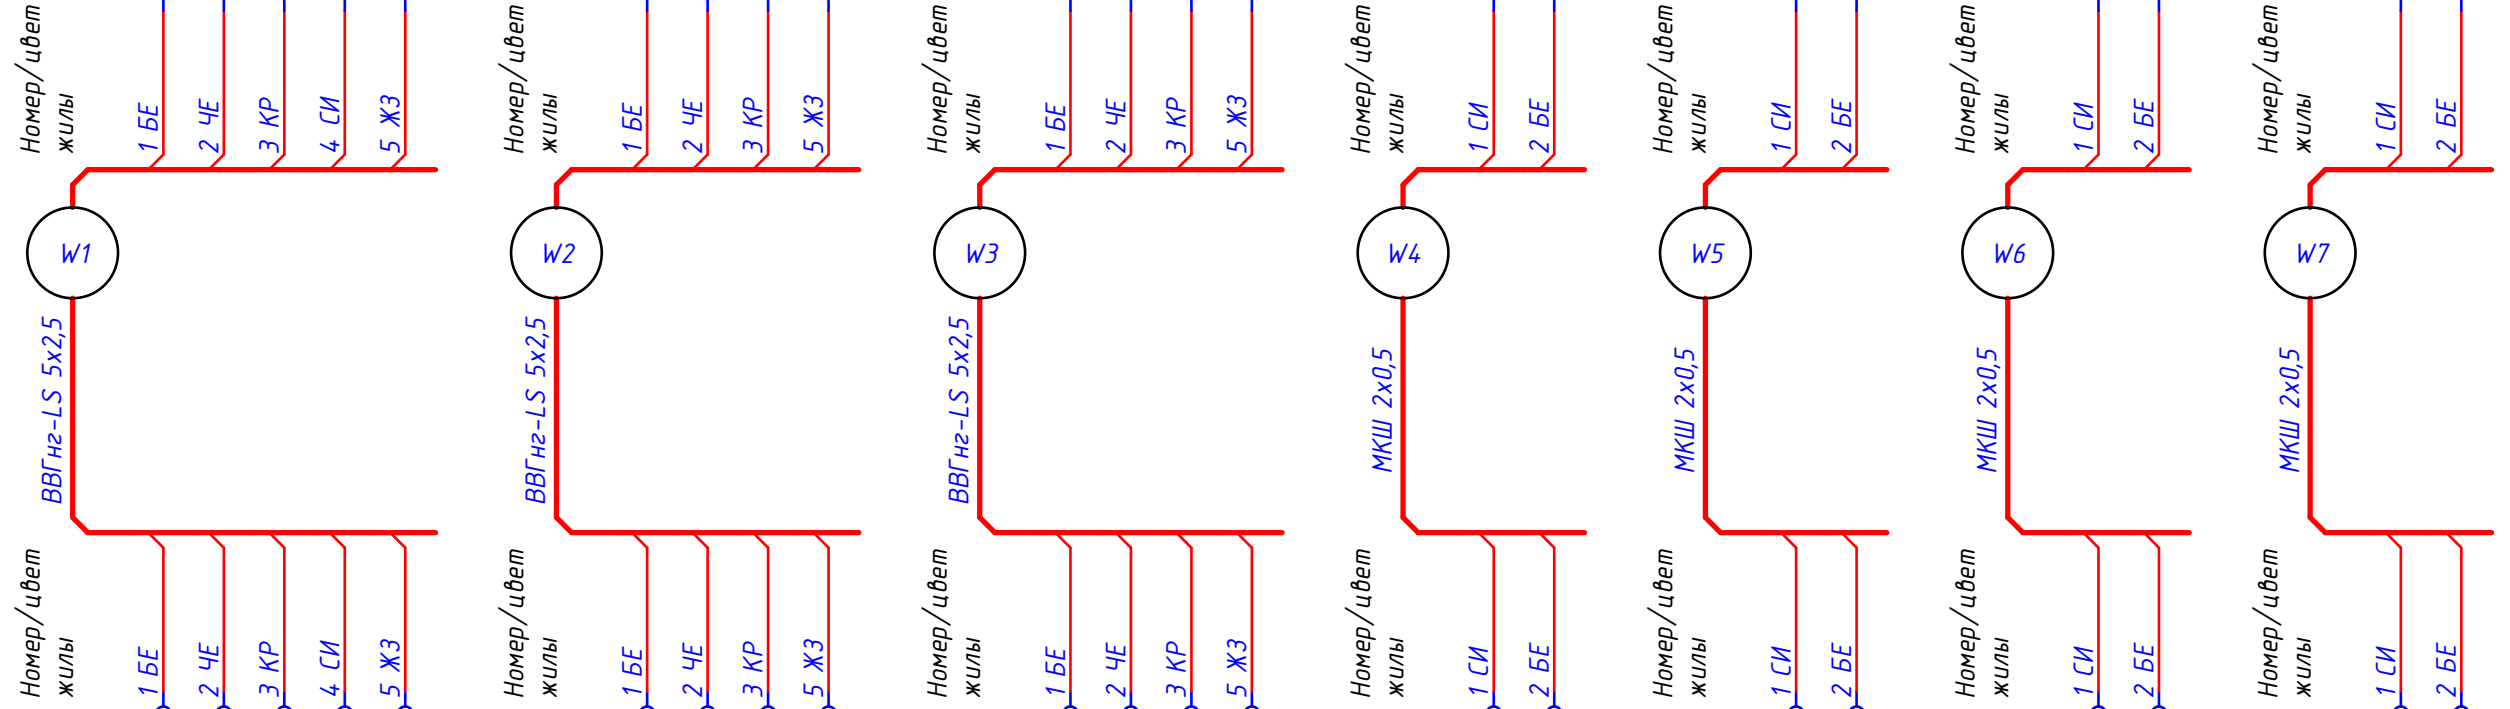 Номер/цвет
жилы
1 БЕ
2 ЧЕ
3 КР
4 СИ
5 ЖЗ
Номер/цвет
жилы
1 БЕ
2 ЧЕ
3 КР
5 ЖЗ
Номер/цвет
жилы
1 БЕ
2 ЧЕ
3 КР
5 ЖЗ
Номер/цвет
жилы
1 СИ
2 БЕ
Номер/цвет
жилы
1 СИ
2 БЕ
Номер/цвет
жилы
1 СИ
2 БЕ
Номер/цвет
жилы
1 СИ
2 БЕ
W1
W2
W3
W4
W5
W6
W7
ВВГнг-LS 5x2,5
ВВГнг-LS 5x2,5
ВВГнг-LS 5x2,5
МКШ 2x0,5
МКШ 2x0,5
МКШ 2x0,5
МКШ 2x0,5
Номер/цвет
жилы
1 БЕ
2 ЧЕ
3 КР
4 СИ
5 ЖЗ
Номер/цвет
жилы
1 БЕ
2 ЧЕ
3 КР
5 ЖЗ
Номер/цвет
жилы
1 БЕ
2 ЧЕ
3 КР
5 ЖЗ
Номер/цвет
жилы
1 СИ
2 БЕ
Номер/цвет
жилы
1 СИ
2 БЕ
Номер/цвет
жилы
1 СИ
2 БЕ
Номер/цвет
жилы
1 СИ
2 БЕ